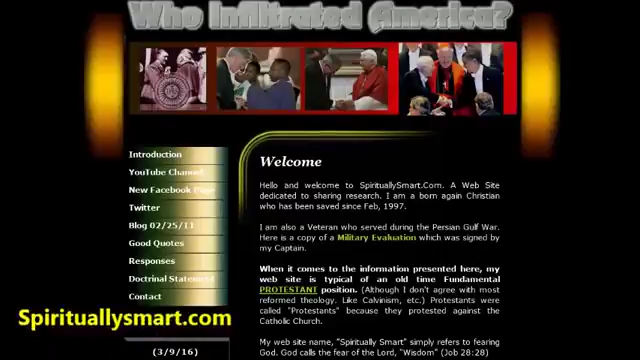 Who Infiltrated America?
Introduction
YouTube Channel
New Facebook Page
Twitter
Blog 02/25/11
Good Quotes
Responses
Doctrinal Statement
Contact
Spirituallysmart.com
(3/9/16)
Welcome
Hello and welcome to SpirituallySmart.Com. A Web Site
dedicated to sharing research. I am a born again Christian
who has been saved since Feb, 1997.
I am also a Veteran who served during the Persian Gulf War.
Here is a copy of a Military Evaluation which was signed by
my Captain.
When it comes to the information presented here, my
web site is typical of an old time Fundamental
PROTESTANT position. (Although I don't agree with most
reformed theology. Like Calvinism, etc.) Protestants were
called "Protestants" because they protested against the
Catholic Church.
My web site name, "Spiritually Smart" simply refers to fearing
God. God calls the fear of the Lord, "Wisdom" (Job 28:28)